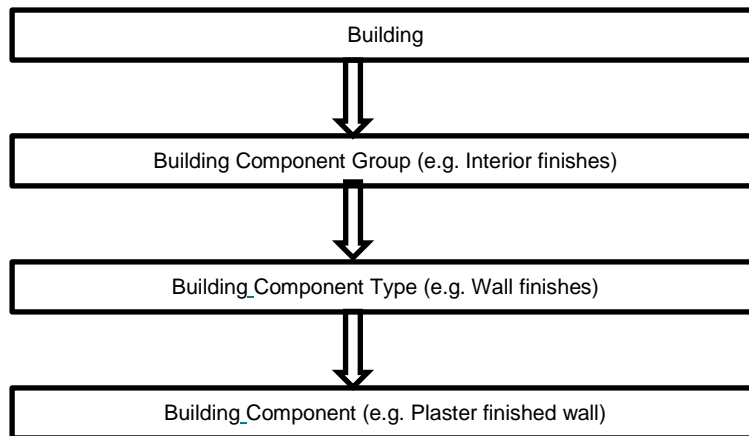 Building
Building Component Group (e.g. Interior finishes)
Building Component Type (e.g. Wall finishes)
Building Component (e.g. Plaster finished wall)